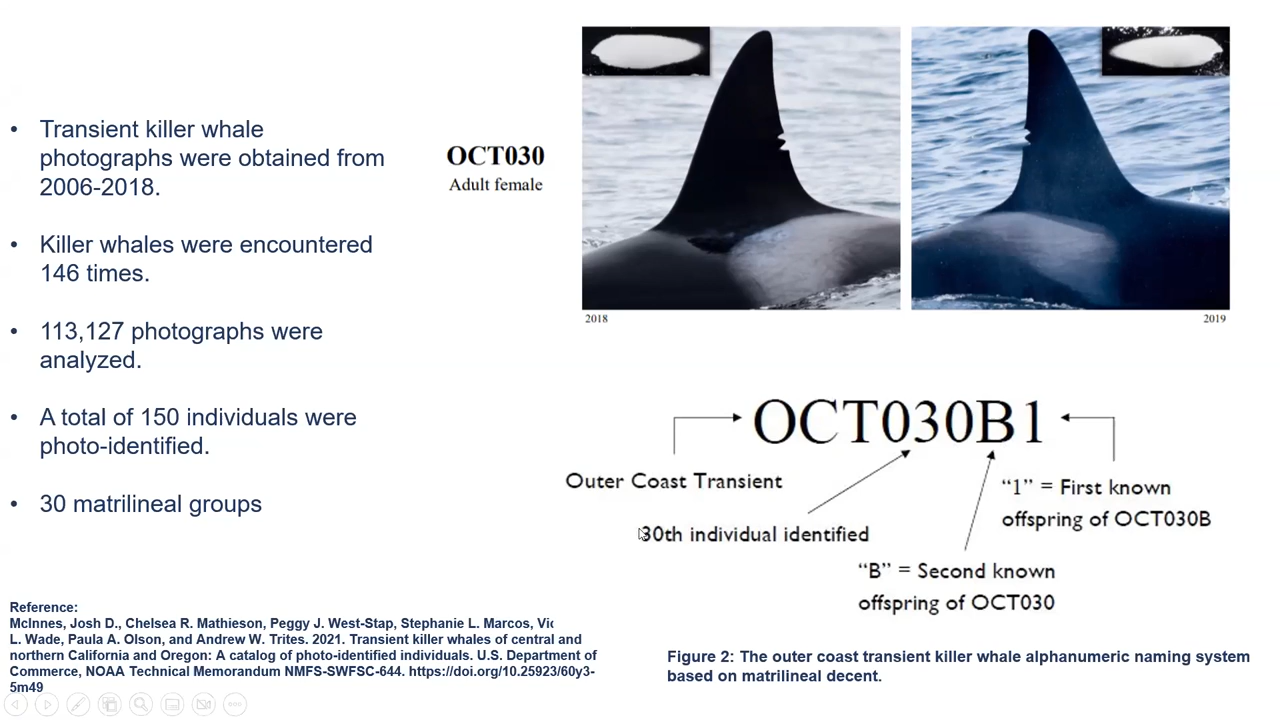 • Transient killer whale
photographs were obtained from
2006-2018.
• Killer whales were encountered
146 times.
• 113,127 photographs were
analyzed.
• A total of 150 individuals were
photo-identified.
• 30 matrilineal groups
OCT030
Adult female
2018
2019
OCT030B1
Outer Coast Transient
30th individual identified
“B” = Second known
offspring of OCT030
“1” = First known
offspring of OCT030B
Reference:
McInnes, Josh D., Chelsea R. Mathieson, Peggy J. West-Stap, Stephanie L. Marcos,
L. Wade, Paula A. Olson, and Andrew W. Trites. 2021. Transient killer whales of central and
northern California and Oregon: A catalog of photo-identified individuals. U.S. Department of
Commerce, NOAA Technical Memorandum NMFS-SWFSC-644. https://doi.org/10.25923/60y3-
5m49
Figure 2: The outer coast transient killer whale alphanumeric naming system
based on matrilineal decent.